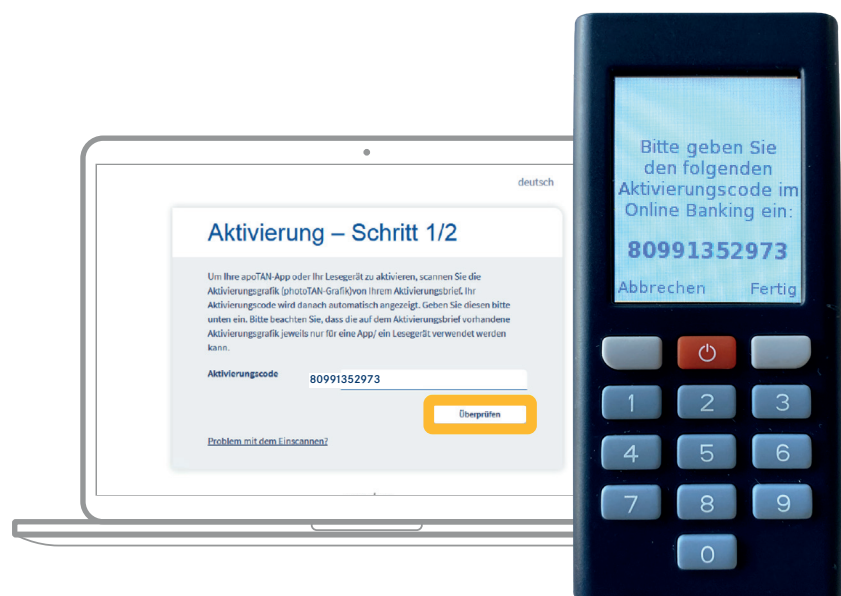 deutsch
Aktivierung – Schritt 1/2
Um Ihre apoTAN-App oder Ihr Lesegerät zu aktivieren, scannen Sie die
Aktivierungsgrafik (photoTAN-Grafik)von Ihrem Aktivierungsbrief. Ihr
Aktivierungscode wird danach automatisch angezeigt. Geben Sie diesen bitte
unten ein. Bitte beachten Sie, dass die auf dem Aktivierungsbrief vorhandene
Aktivierungsgrafik jeweils nur für eine App/ ein Lesegerät verwendet werden
kann.
Aktivierungscode 80991352973
Überprüfen
Problem mit dem Einscannen?
Bitte geben Sie
den folgenden
Aktivierungscode im
Online Banking ein:
80991352973
Abbrechen Fertig
1 2 3
4 5 6
7 8 9
0